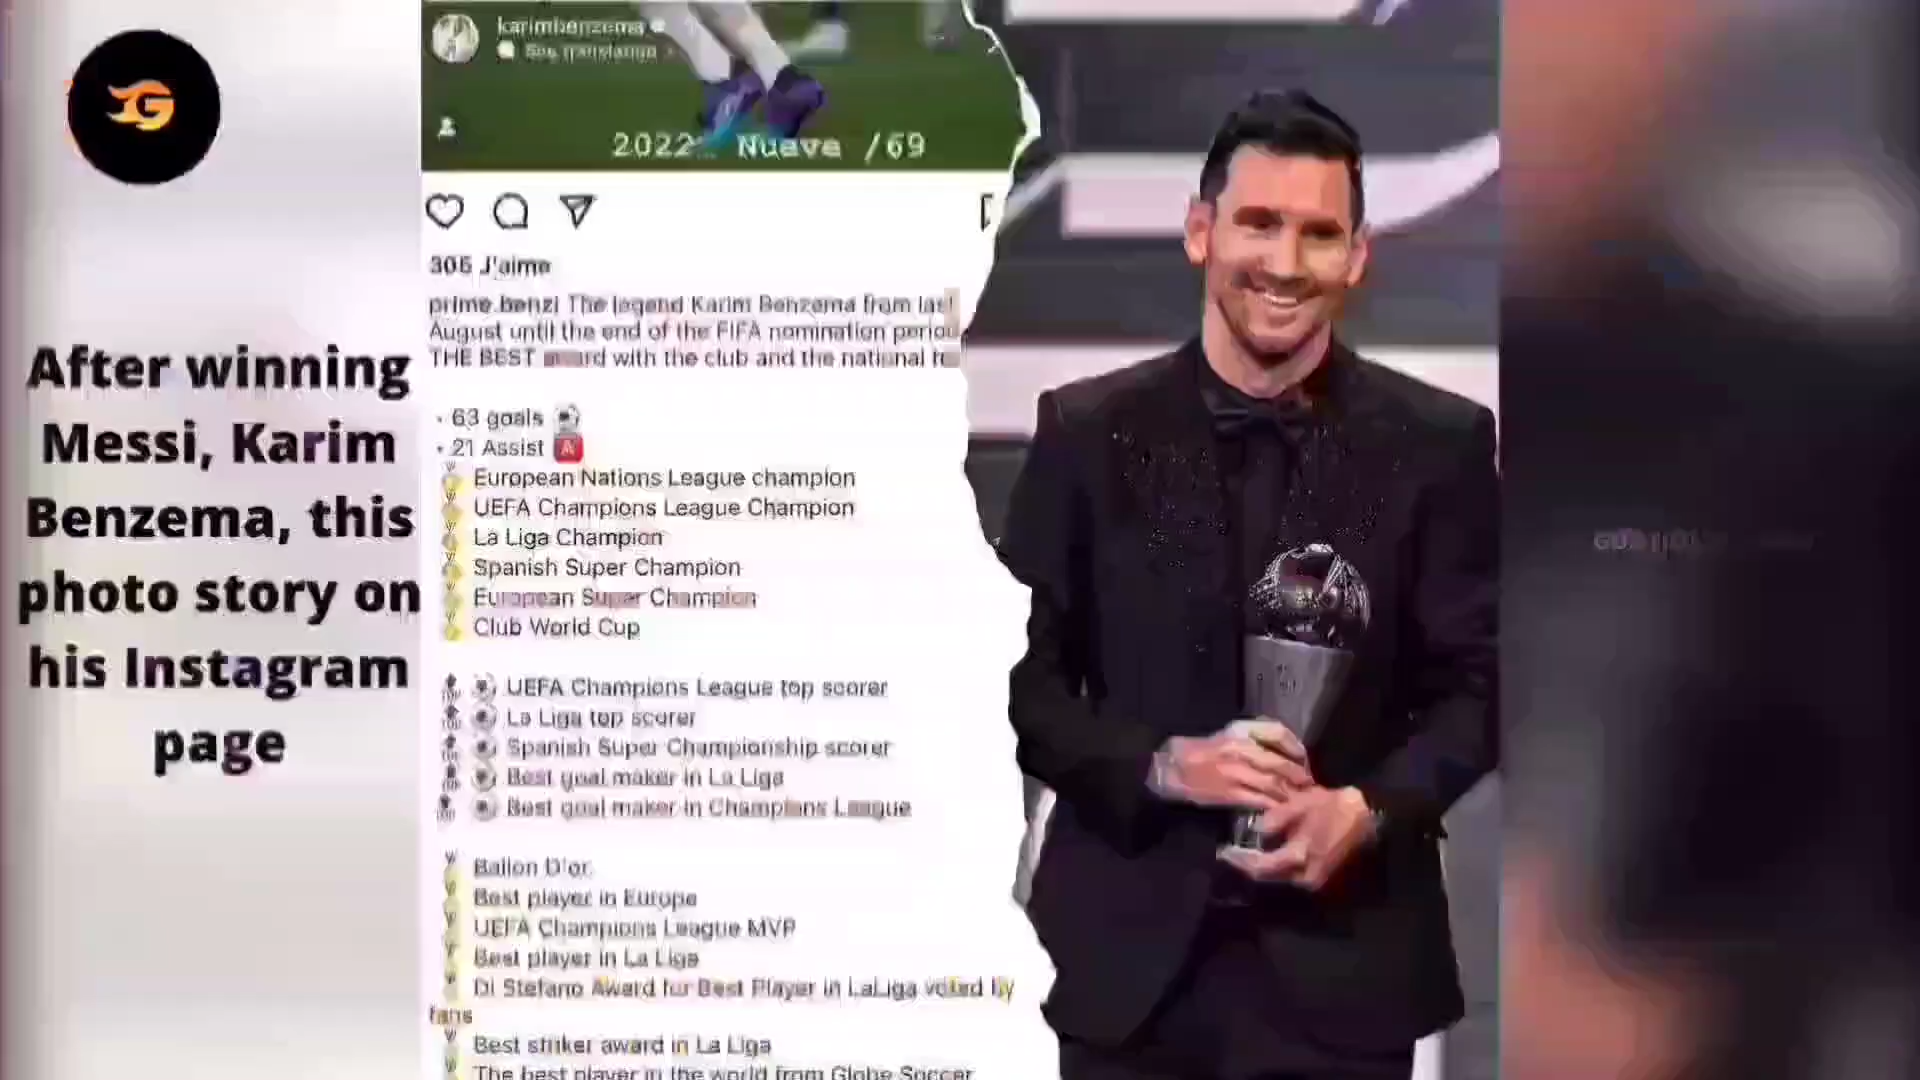 G
After winning
Messi, Karim
Benzema, this
photo story on
his Instagram
page
karimbenzema
See translation
2022 Nueve /69
305 J'aime
prime.benzi The legend Karim Benzema from last
August until the end of the FIFA nomination period
THE BEST award with the club and the national
• 63 goals
• 21 Assist A
European Nations League champion
UEFA Champions League Champion
La Liga Champion
Spanish Super Champion
European Super Champion
Club World Cup
UEFA Champions League top scorer
La Liga top scorer
Spanish Super Championship scorer
Best goal maker in La Liga
Best goal maker in Champions League
Ballon D'or.
Best player in Europe
UEFA Champions League MVP
Best player in La Liga
Di Stefano Award for Best Player in LaLiga voted by
fans
Best striker award in La Liga
The best player in the world from Globe Soccer